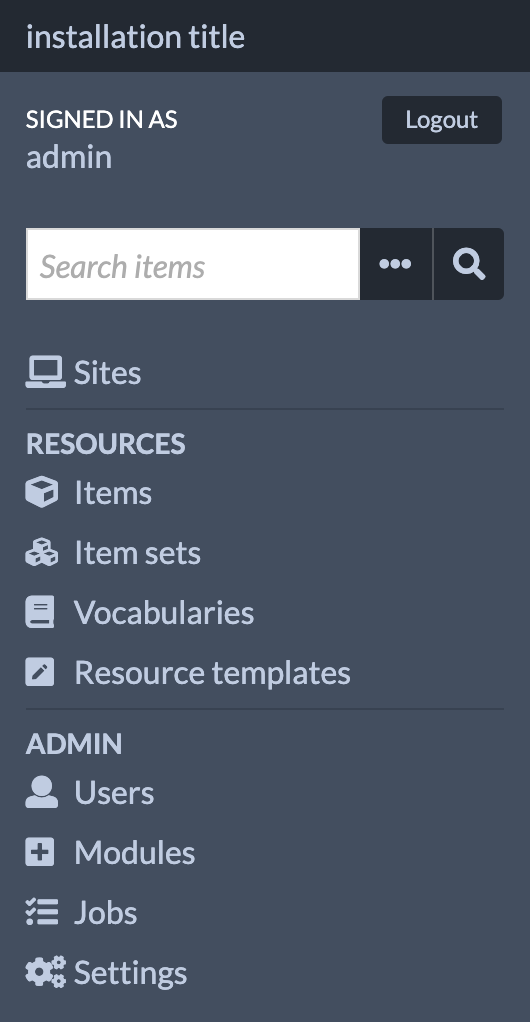 installation title
SIGNED IN AS
Logout
admin
Search items
Sites
RESOURCES
Items
Item sets
Vocabularies
Resource templates
ADMIN
Users
Modules
Jobs
Settings